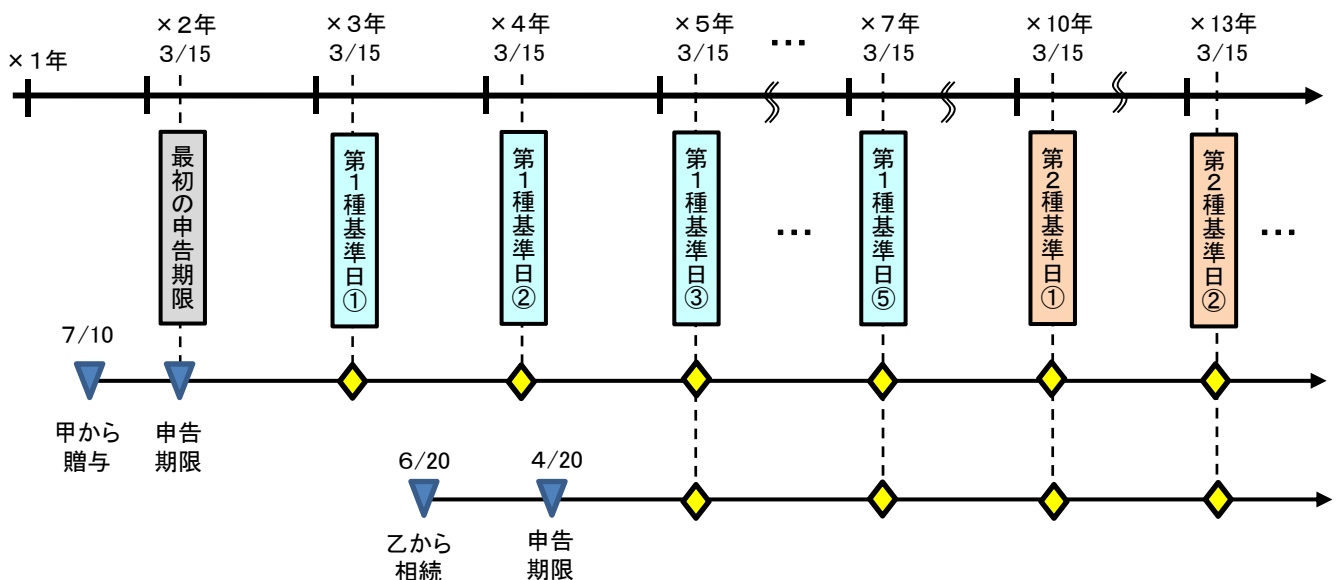 ×1年
×2年
3/15
×3年
3/15
×4年
3/15
×5年
3/15
…
×7年
3/15
×10年
3/15
×13年
3/15
最初の申告期限
第1種基準日①
第1種基準日②
第1種基準日③
…
第1種基準日⑤
第2種基準日①
第2種基準日②
…
7/10
甲から
贈与
申告
期限
6/20
4/20
乙から
相続
申告
期限